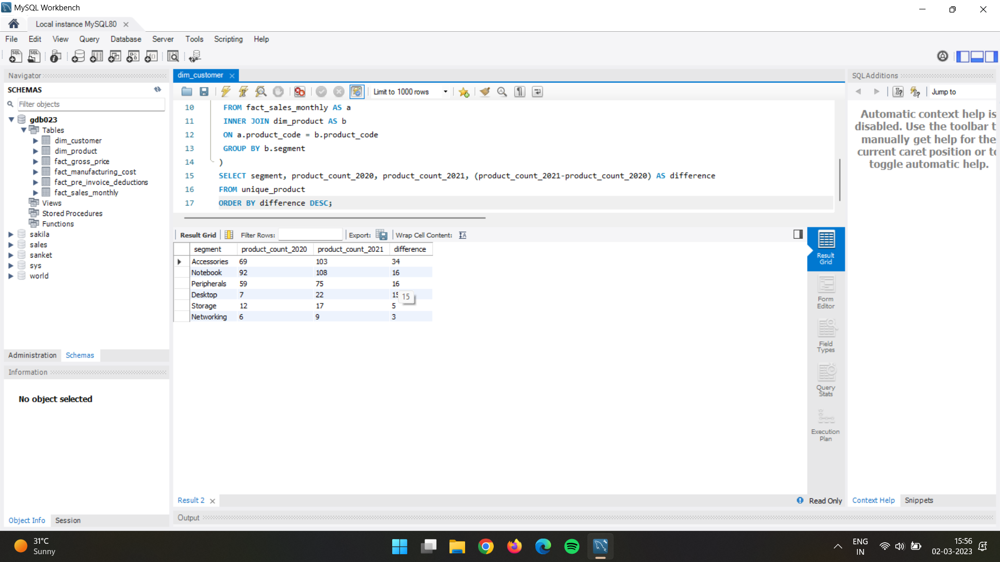 MySQL Workbench
Local instance MySQL80
File Edit View Query Database Server Tools Scripting Help
Navigator
SCHEMAS
Filter objects
gdb023
Tables
dim_customer
dim_product
fact_gross_price
fact_manufacturing_cost
fact_pre_invoice_deductions
fact_sales_monthly
Views
Stored Procedures
Functions
sakila
sales
sanket
sys
world
Administration Schemas
Information
No object selected
Object Info Session
dim_customer
Limit to 1000 rows
10 FROM fact_sales_monthly AS a
11 INNER JOIN dim_product AS b
12 ON a.product_code = b.product_code
13 GROUP BY b.segment
14 )
15 SELECT segment, product_count_2020, product_count_2021, (product_count_2021-product_count_2020) AS difference
16 FROM unique_product
17 ORDER BY difference DESC;
Result Grid Filter Rows: Export: Wrap Cell Content:
segment product_count_2020 product_count_2021 difference
Accessories 69 103 34
Notebook 92 108 16
Peripherals 59 75 16
Desktop 7 22 15
15
Storage 12 17 5
Networking 6 9 3
Result
Grid
Form
Editor
Field
Types
Query
Stats
Execution
Plan
Result 2
Read Only
Output
SQLAdditions
Jump to
Automatic context help is
disabled. Use the toolbar t
manually get help for the
current caret position or to
toggle automatic help.
Context Help Snippets
31°C
Sunny
ENG
IN
15:56
02-03-2023